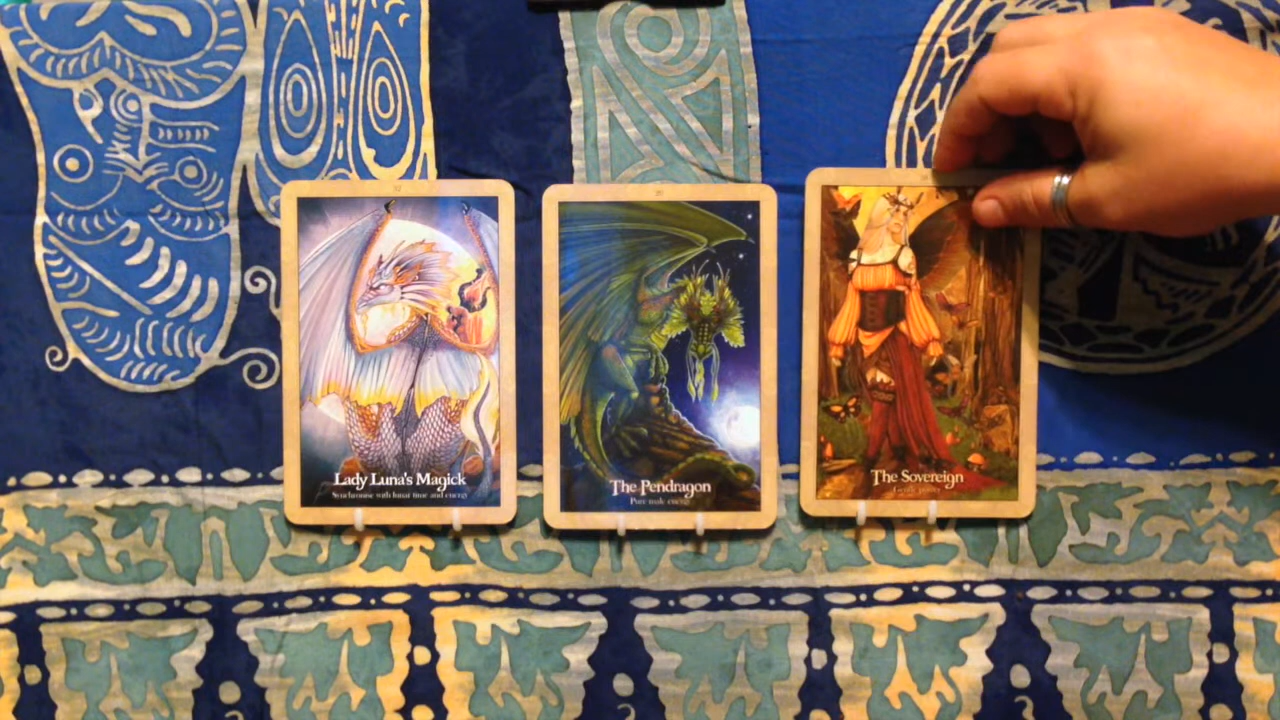 Lady Luna's Magick
Synchronise with lunar time and energy
The Pendragon
Pure male energy
The Sovereign